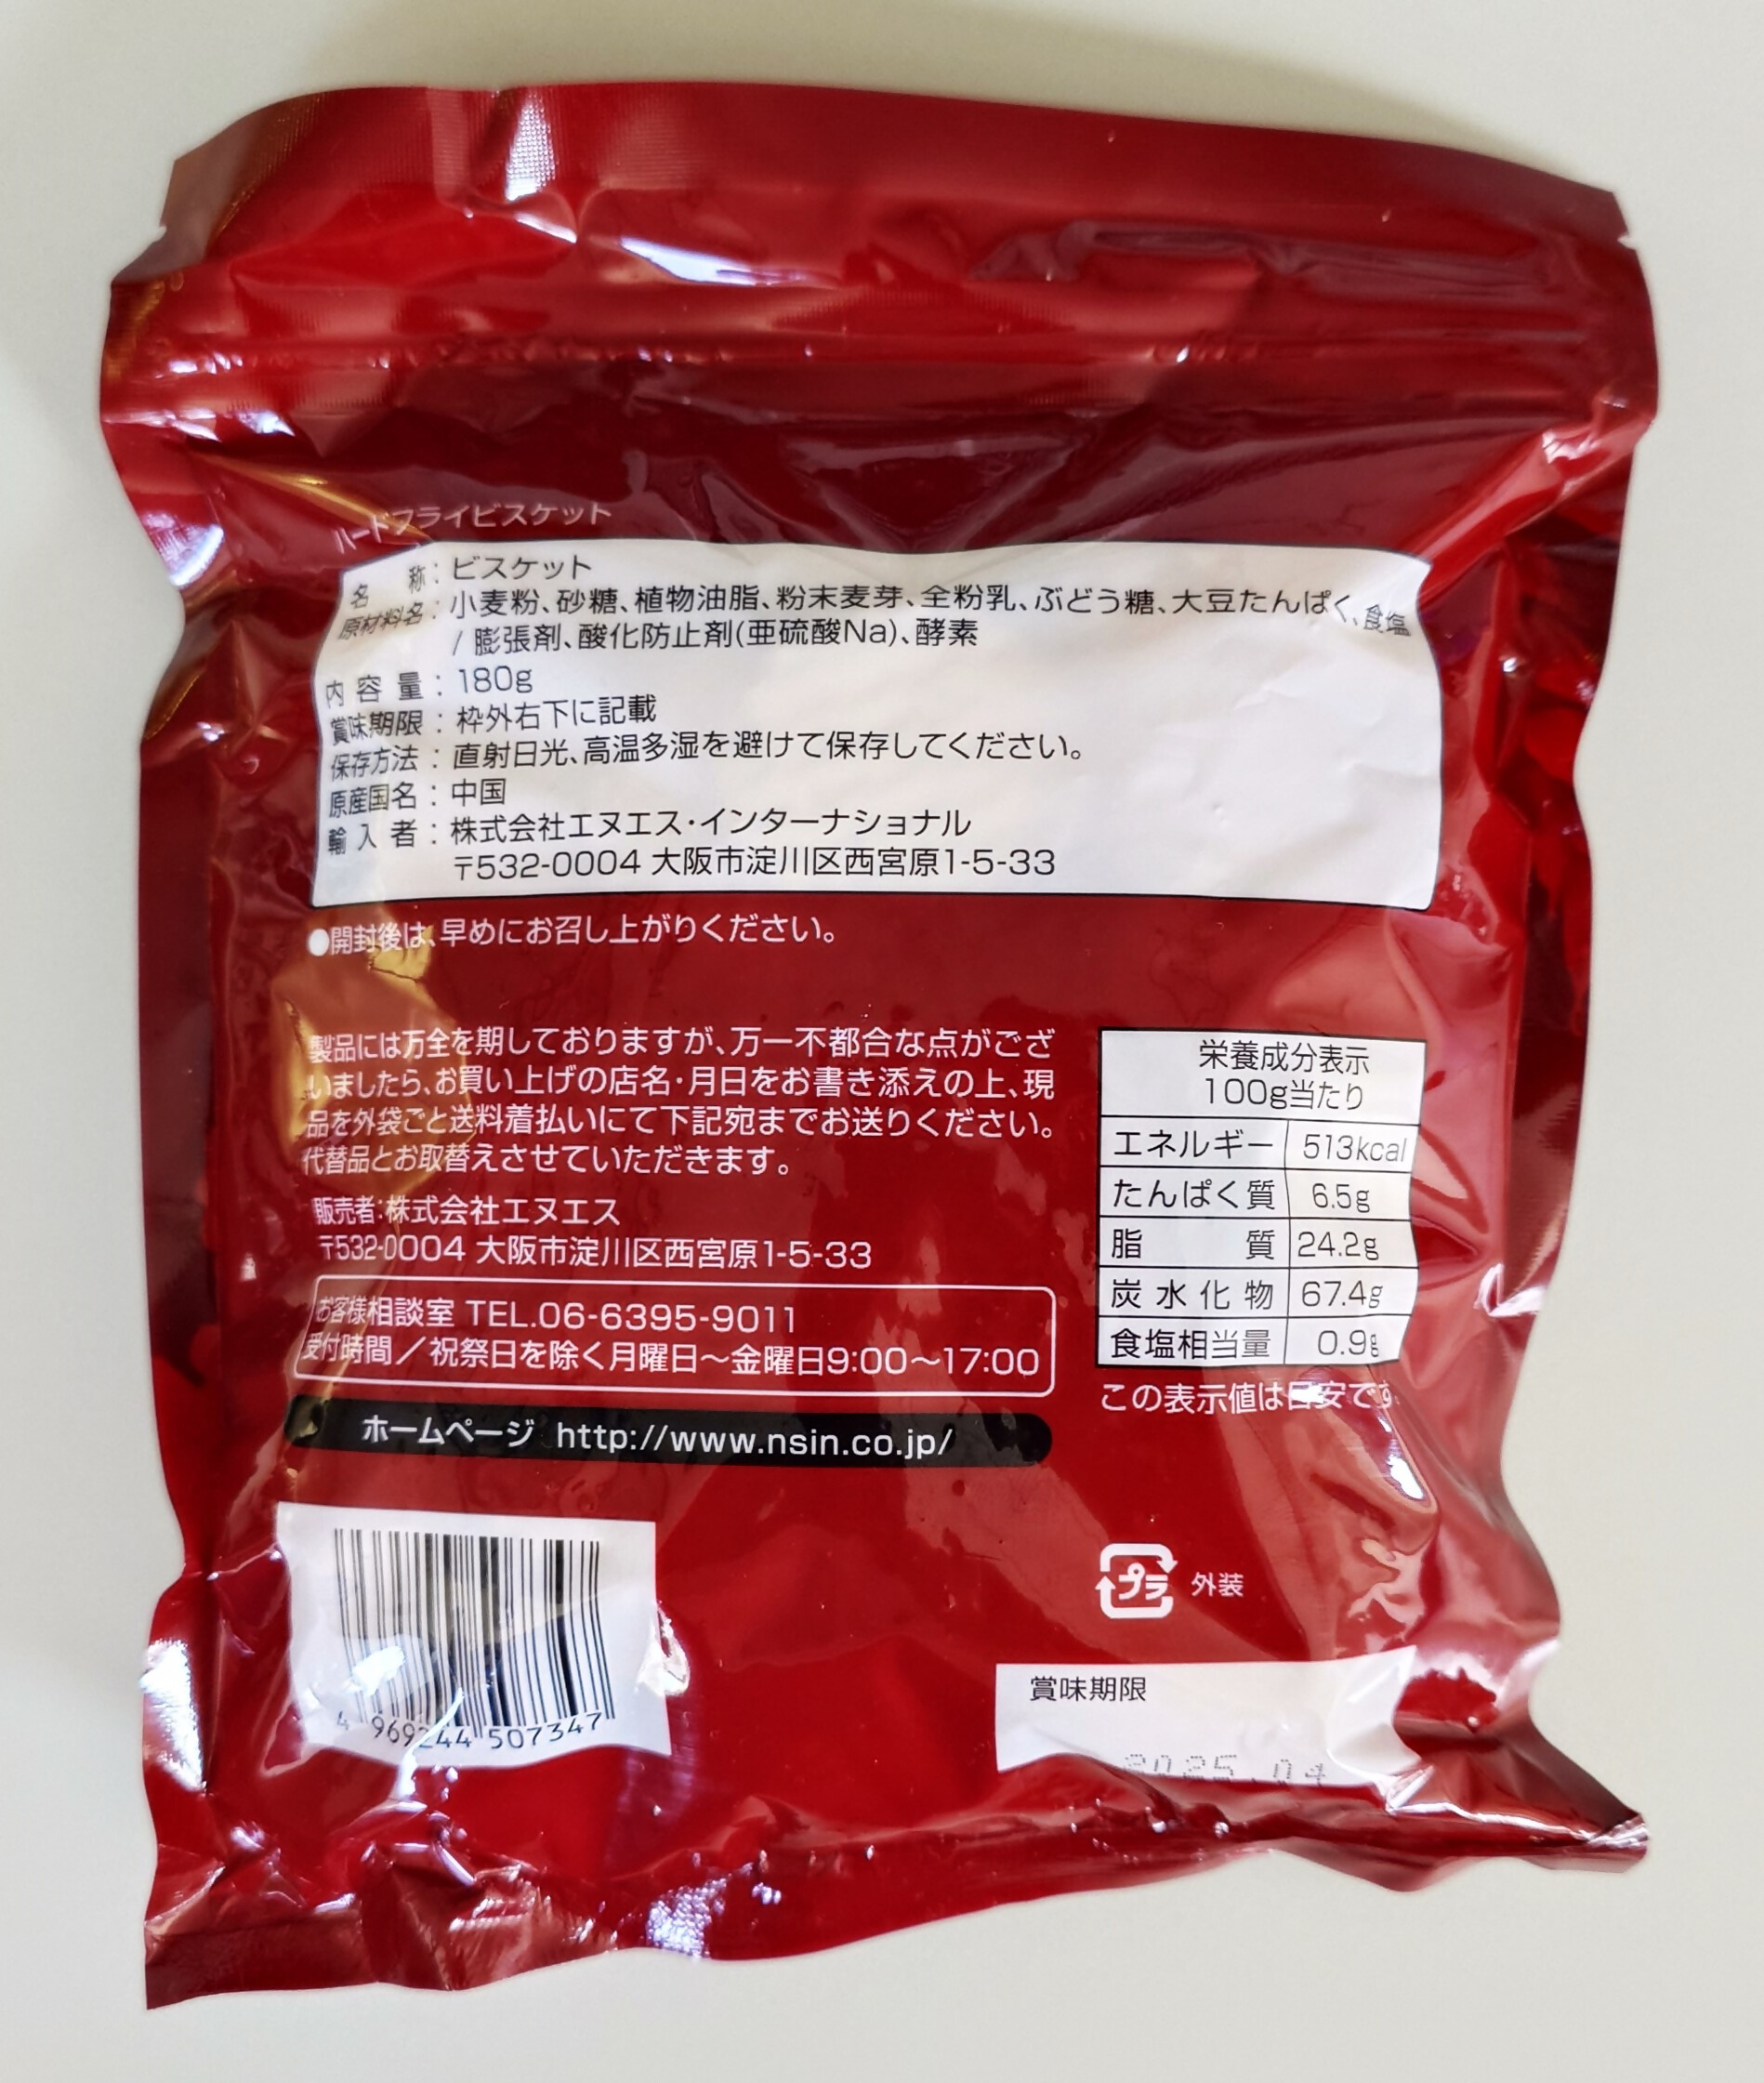 ハードフライビスケット
名　称：ビスケット
原材料名：小麦粉、砂糖、植物油脂、粉末麦芽、全粉乳、ぶどう糖、大豆たんぱく、食塩
/ 膨張剤、酸化防止剤(亜硫酸Na)、酵素
内容量：180g
賞味期限：枠外右下に記載
保存方法：直射日光、高温多湿を避けて保存してください。
原産国名：中国
輸入者：株式会社エヌエス・インターナショナル
〒532-0004 大阪市淀川区西宮原1-5-33
●開封後は、早めにお召し上がりください。
製品には万全を期しておりますが、万一不都合な点がござ
いましたら、お買い上げの店名・月日をお書き添えの上、現
品を外袋ごと送料着払いにて下記宛までお送りください。
代替品とお取替えさせていただきます。
販売者：株式会社エヌエス
〒532-0004 大阪市淀川区西宮原1-5-33
お客様相談室 TEL.06-6395-9011
受付時間／祝祭日を除く月曜日～金曜日9:00～17:00
ホームページ http://www.nsin.co.jp/
栄養成分表示
100g当たり
エネルギー 513kcal
たんぱく質 6.5g
脂質 24.2g
炭水化物 67.4g
食塩相当量 0.9g
この表示値は目安です
4 969244 507347
プラ 外装
賞味期限
2025.04